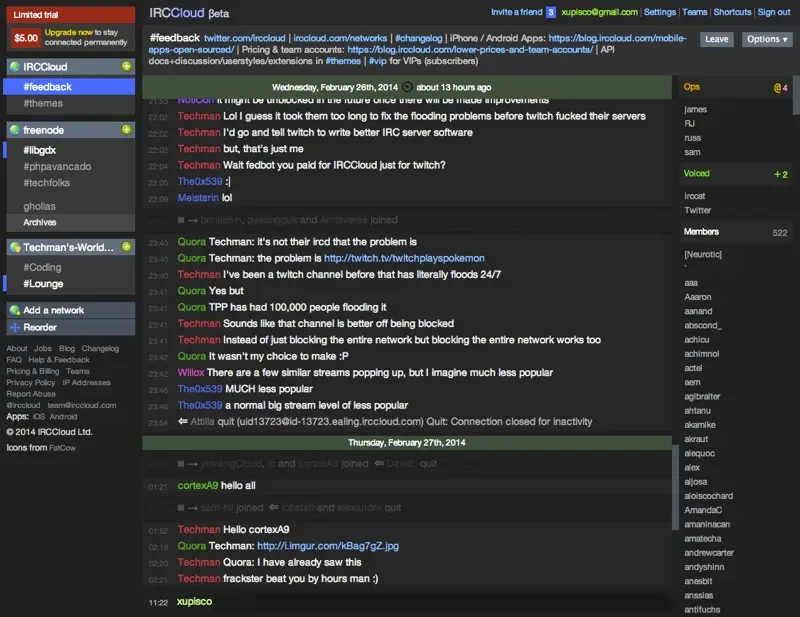 Limited trial
$5.00 Upgrade now to stay connected permanently
IRCCloud
#feedback
#themes
freenode
#libgdx
#phpavancado
#techfolks
gholias
Archives
Techman's-World...
#Coding
#Lounge
Add a network
Reorder
About Jobs Blog Changelog
FAQ Help & Feedback
Pricing & Billing Teams
Privacy Policy IP Addresses
Report Abuse
@irccloud team@irccloud.com
Apps: iOS Android
© 2014 IRCCloud Ltd.
Icons from FatCow
IRCCloud βeta
Invite a friend 3 xupisco@gmail.com Settings Teams Shortcuts Sign out
#feedback twitter.com/irccloud | irccloud.com/networks | #changelog | iPhone / Android Apps: https://blog.irccloud.com/mobile-
apps-open-sourced/ | Pricing & team accounts: https://blog.irccloud.com/lower-prices-and-team-accounts/ | API
docs+discussion/userstyles/extensions in #themes | #vip for VIPs (subscribers)
Leave Options ▾
Wednesday, February 26th, 2014 about 13 hours ago
21:53 It might be unblocked in the future once there will be made improvements
22:02 Techman Lol I guess it took them too long to fix the flooding problems before twitch fucked their servers
22:02 Techman I'd go and tell twitch to write better IRC server software
22:02 Techman but, that's just me
22:04 Techman Wait fedbot you paid for IRCCloud just for twitch?
22:05 The0x539 :|
22:09 Meistarin lol
and Ambiverse joined
23:40 Quora Techman: it's not their ircd that the problem is
23:40 Quora Techman: the problem is http://twitch.tv/twitchplayspokemon
23:40 Techman I've been a twitch channel before that has literally floods 24/7
23:41 Quora Yes but
23:41 Quora TPP has had 100,000 people flooding it
23:41 Techman Sounds like that channel is better off being blocked
23:41 Techman Instead of just blocking the entire network but blocking the entire network works too
23:42 Quora It wasn't my choice to make :P
23:42 Willox There are a few similar streams popping up, but I imagine much less popular
23:46 The0x539 MUCH less popular
23:46 The0x539 a normal big stream level of less popular
23:54 ⇐ Attilla quit (uid13723@id-13723.ealing.irccloud.com) Quit: Connection closed for inactivity
Thursday, February 27th, 2014
→ yttslangCloud, ip and cortexA9 joined ⇐ David_ quit
01:21 cortexA9 hello all
joined ⇐ lobstah and alexandre quit
01:52 Techman Hello cortexA9
02:19 Quora Techman: http://i.imgur.com/kBag7gZ.jpg
02:20 Techman Quora: I have already saw this
02:21 Techman frackster beat you by hours man :)
11:22 xupisco
Ops @4
james
RJ
russ
sam
Voiced +2
irccat
Twitter
Members 522
[Neurotic]
`
aaa
Aaaron
aanand
abscond_
achicu
achimnol
actel
aem
agibralter
ahtanu
akamike
akraut
alequoc
alex
aljosa
aloiscochard
AmandaC
amaninacan
amatecha
andrewcarter
andyshinn
anesbit
anssias
antifuchs